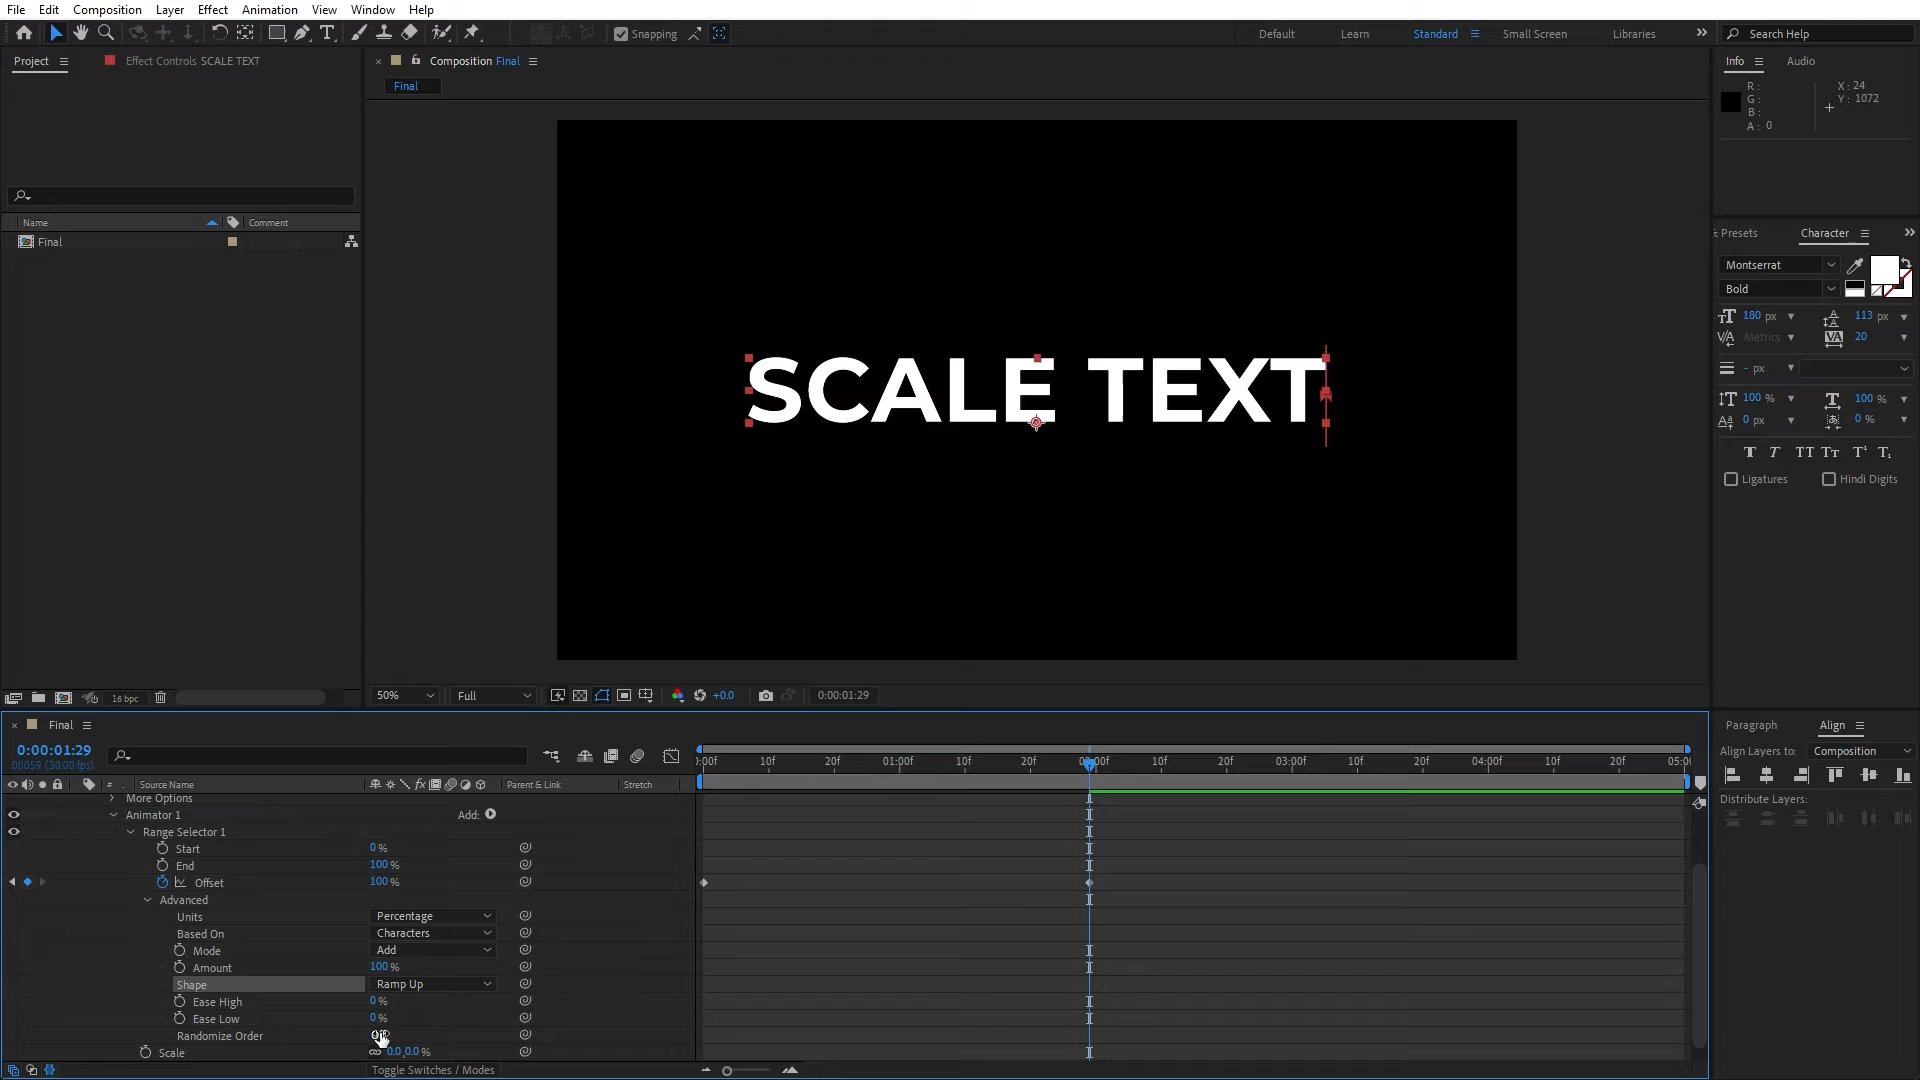 File Edit Composition Layer Effect Animation View Window Help
Snapping Default Learn Standard Small Screen Libraries Search Help
Project Effect Controls SCALE TEXT Composition Final Info Audio
Final
R :
G :
B :
A : 0
X : 24
Y : 1072
Name Comment
Final
Presets Character
Montserrat
Bold
180 px 113 px
Metrics 20
- px
100 % 100 %
0 px 0 %
Ligatures Hindi Digits
SCALE TEXT
16 bpc 50% Full +0.0 0:00:01:29
Final
0:00:01:29
00059 (30.00 fps)
Paragraph Align
Align Layers to: Composition
Distribute Layers:
:00f 10f 20f 01:00f 10f 20f 10f 20f 03:00f 10f 20f 04:00f 10f 20f 05:0
# Source Name Parent & Link Stretch
More Options
Animator 1 Add:
Range Selector 1
Start 0 %
End 100 %
Offset 100 %
Advanced
Units Percentage
Based On Characters
Mode Add
Amount 100 %
Shape Ramp Up
Ease High 0 %
Ease Low 0 %
Randomize Order
Scale 0.0,0.0 %
Toggle Switches / Modes